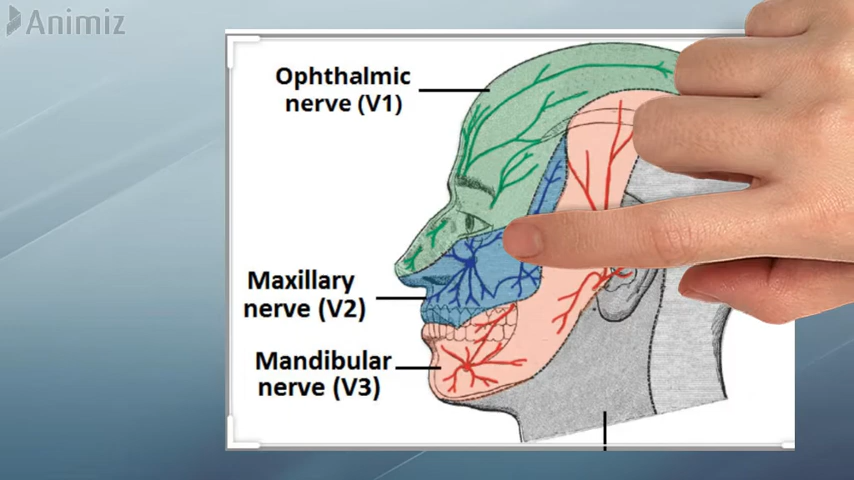 Animiz
Ophthalmic
nerve (V1)
Maxillary
nerve (V2)
Mandibular
nerve (V3)